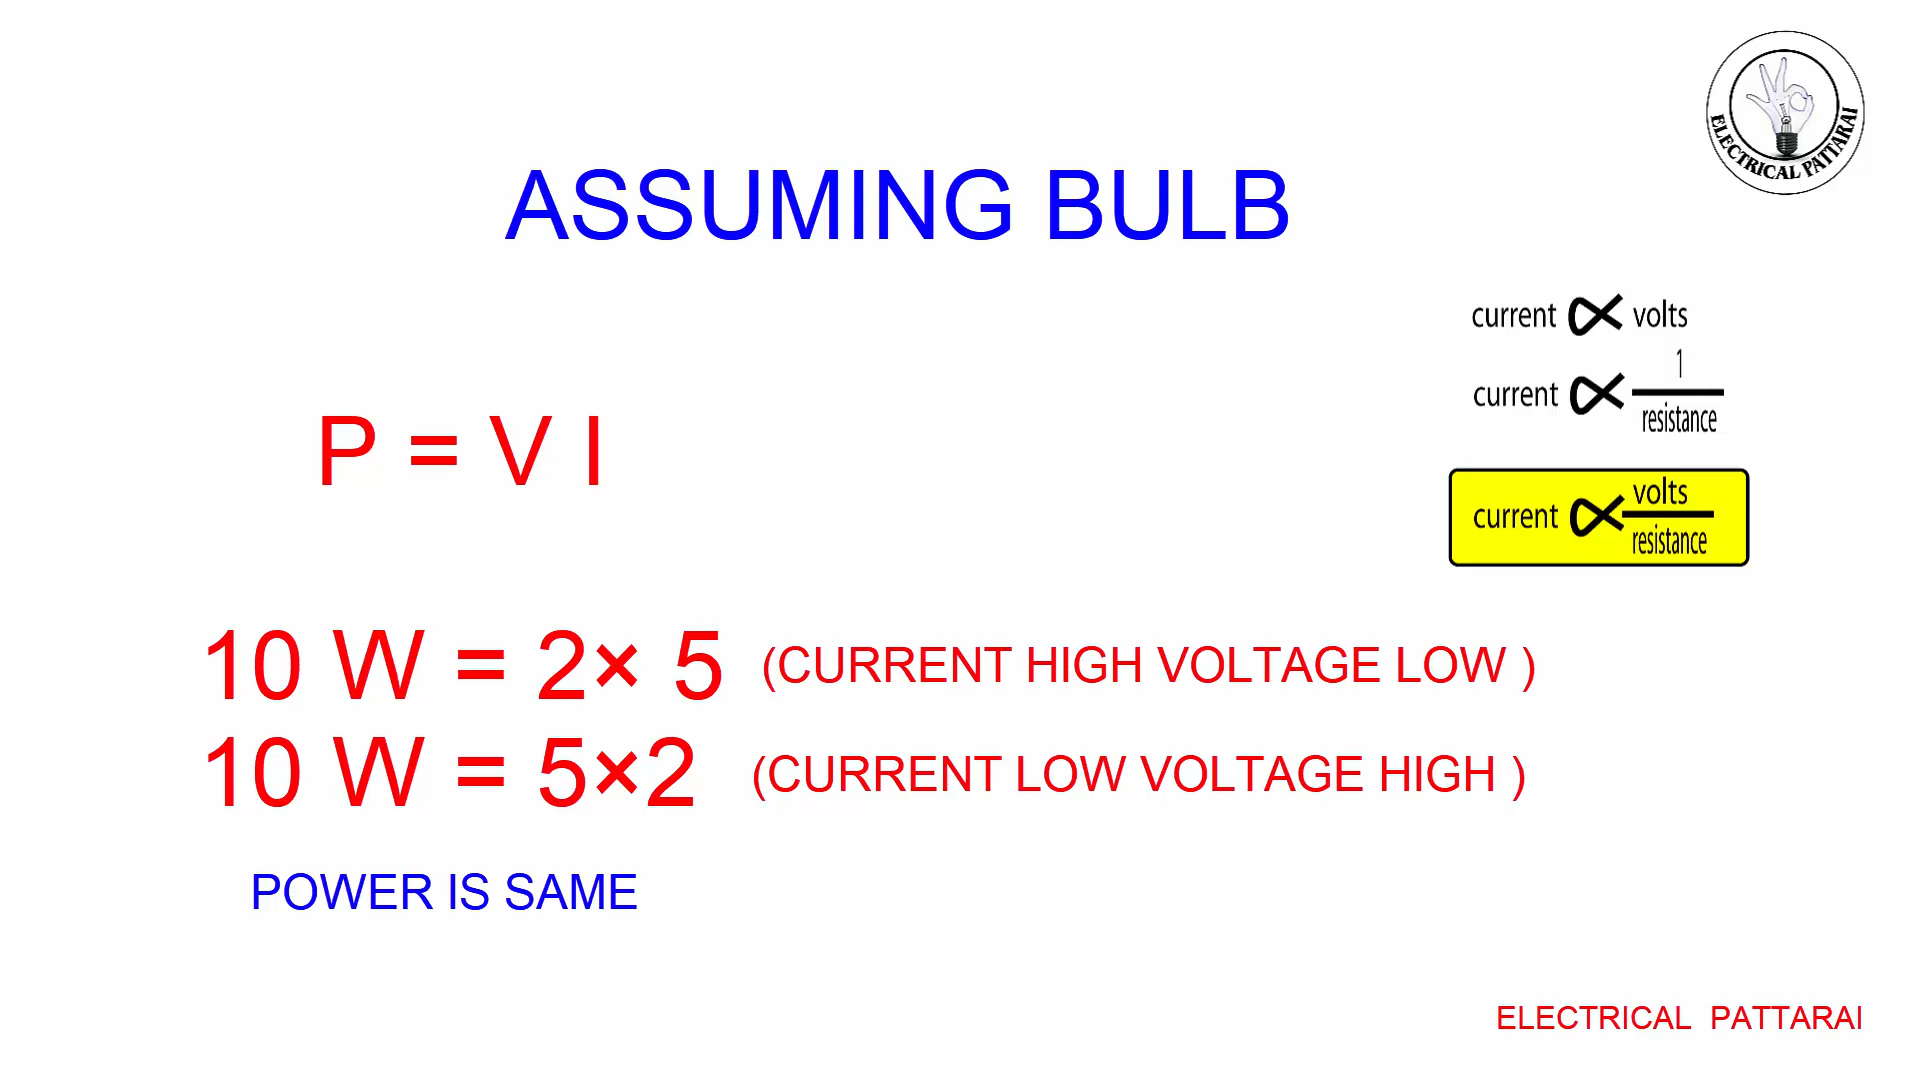 ELECTRICAL PATTARAI
ASSUMING BULB
current ∝ volts
current ∝ 1
resistance
P = V I
current ∝ volts
resistance
10 W = 2× 5 (CURRENT HIGH VOLTAGE LOW )
10 W = 5×2 (CURRENT LOW VOLTAGE HIGH )
POWER IS SAME
ELECTRICAL PATTARAI